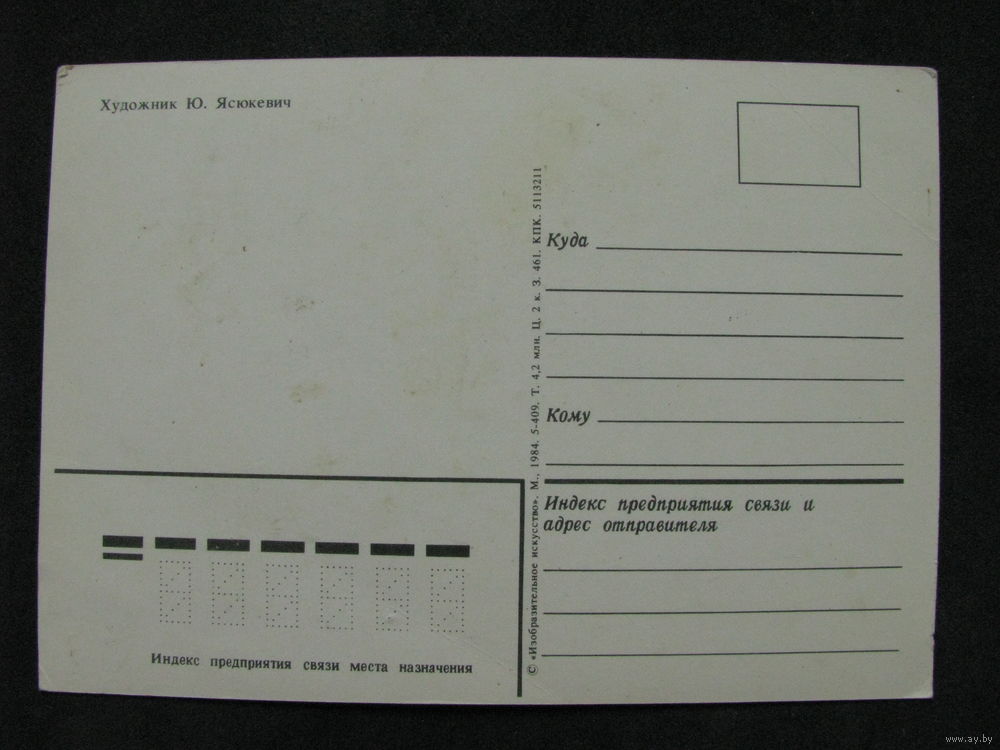 Художник Ю. Ясюкевич
Куда
Кому
Индекс предприятия связи и
адрес отправителя
© «Изобразительное искусство». М., 1984. 5-409. Т. 4,2 млн. Ц. 2 к. З. 461. КПК. 5113211
Индекс предприятия связи места назначения
www.ay.by